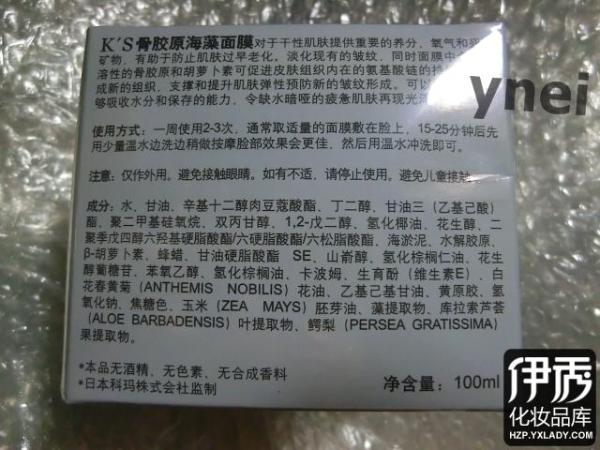 K'S骨胶原海藻面膜对于干性肌肤提供重要的养分，氧气和
矿物，有助于防止肌肤过早老化。淡化现有的皱纹，同时面膜中
溶性的骨胶原和胡萝卜素可促进皮肤组织内在的氨基酸链的
成新的组织，支撑和提升肌肤弹性预防新的皱纹形成。可以
够吸收水分和保存的能力，令缺水暗哑的疲急肌肤再现光
ynei
使用方式：一周使用2-3次，通常取适量的面膜敷在脸上，15-25分钟后先
用少量温水边洗边稍做按摩脸部效果会更佳，然后用温水冲洗即可。
注意：仅作外用。避免接触眼睛。如有不适，请停止使用。避免儿童接触
成分：水、甘油、辛基十二醇肉豆蔻酸酯、丁二醇、甘油三（乙基己酸）
酯、聚二甲基硅氧烷、双丙甘醇、1,2-戊二醇、氢化椰油、花生醇、二
聚季戊四醇六羟基硬脂酸酯/六硬脂酸酯/六松脂酸酯、海淤泥、水解胶原、
β-胡萝卜素、蜂蜡、甘油硬脂酸酯 SE、山嵛醇、氢化棕榈仁油、花生
醇葡糖苷、苯氧乙醇、氢化棕榈油、卡波姆、生育酚（维生素E）、白
花春黄菊（ANTHEMIS NOBILIS）花油、乙基己基甘油、黄原胶、氢
氧化钠、焦糖色、玉米（ZEA MAYS）胚芽油、藻提取物、库拉索芦荟
（ALOE BARBADENSIS）叶提取物、鳄梨（PERSEA GRATISSIMA）
果提取物。
*本品无酒精、无色素、无合成香料
*日本科玛株式会社监制
净含量：100ml
伊秀
化妆品库
HZP.YXLADY.COM